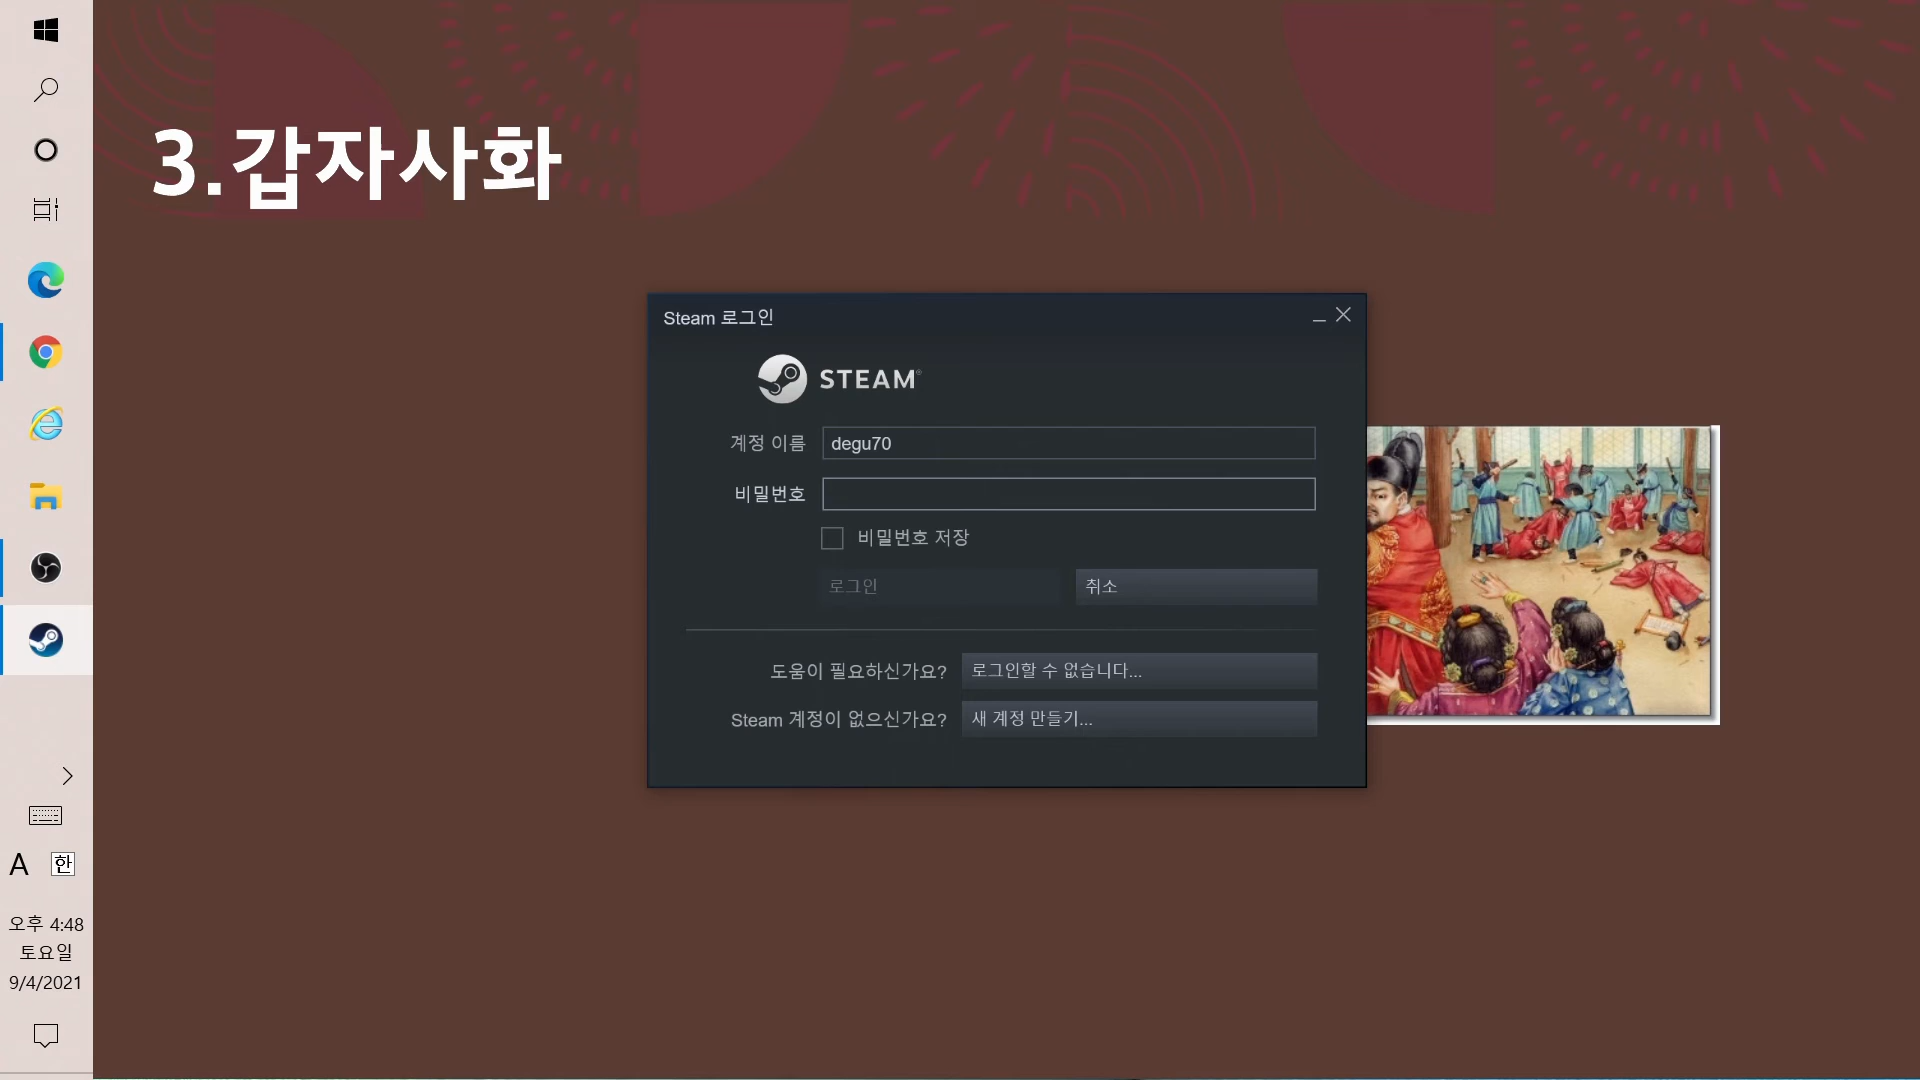 3.갑자사화
Steam 로그인
STEAM®
계정 이름
degu70
비밀번호
비밀번호 저장
로그인
취소
도움이 필요하신가요?
로그인할 수 없습니다...
Steam 계정이 없으신가요?
새 계정 만들기...
A 한
오후 4:48
토요일
9/4/2021